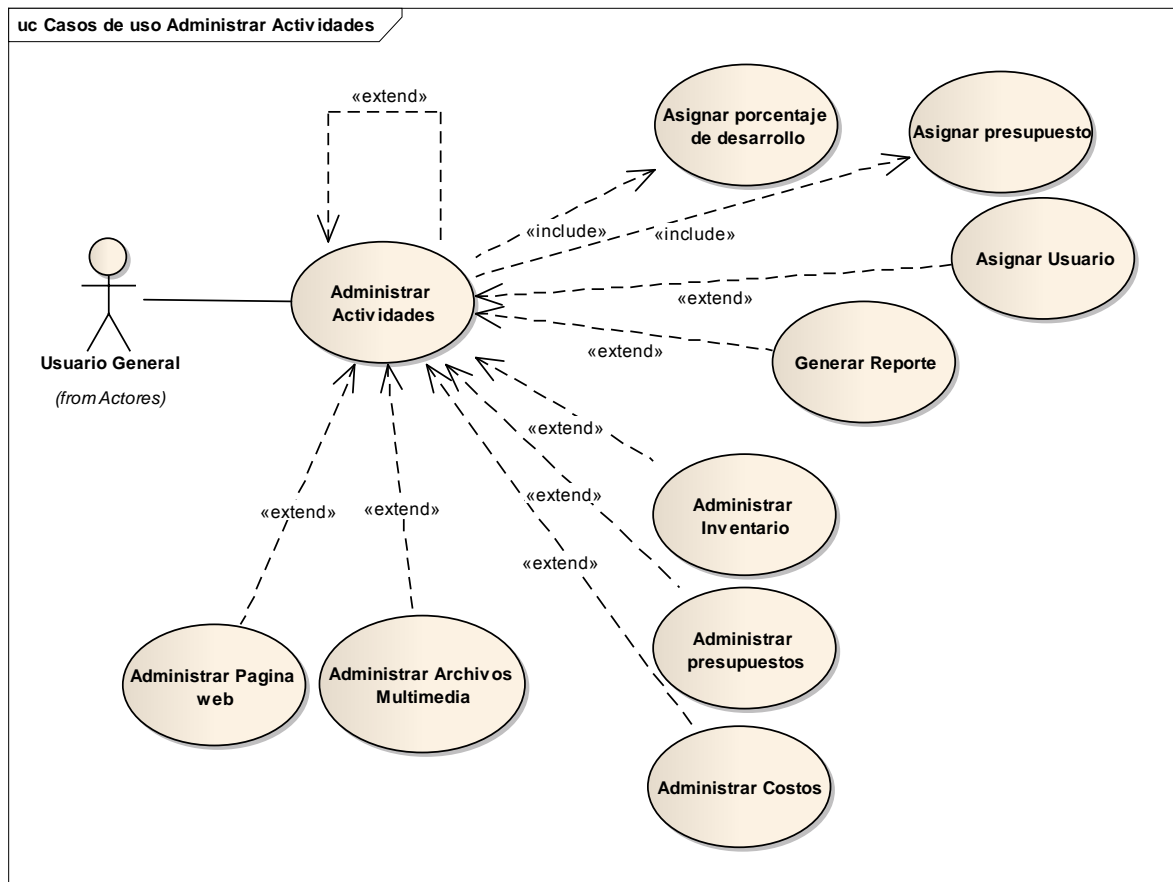 uc Casos de uso Administrar Actividades
«extend»
Asignar porcentaje
de desarrollo
Asignar presupuesto
«include»
«include»
Asignar Usuario
«extend»
Administrar
Actividades
Usuario General
(from Actores)
«extend»
Generar Reporte
«extend»
Administrar
Inventario
«extend»
«extend»
«extend»
«extend»
Administrar
presupuestos
Administrar Pagina
web
Administrar Archivos
Multimedia
Administrar Costos